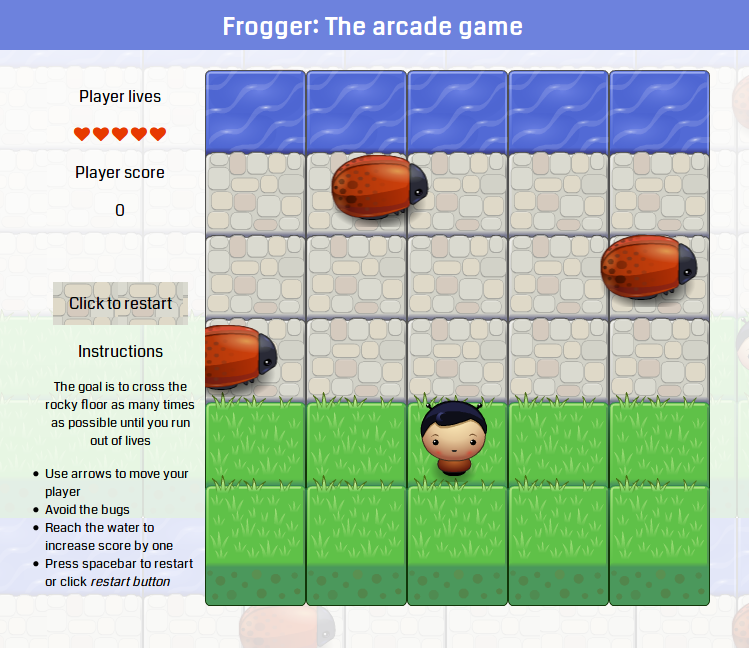 Frogger: The arcade game
Player lives
Player score
0
Click to restart
Instructions
The goal is to cross the
rocky floor as many times
as possible until you run
out of lives
• Use arrows to move your
player
• Avoid the bugs
• Reach the water to
increase score by one
• Press spacebar to restart
or click restart button